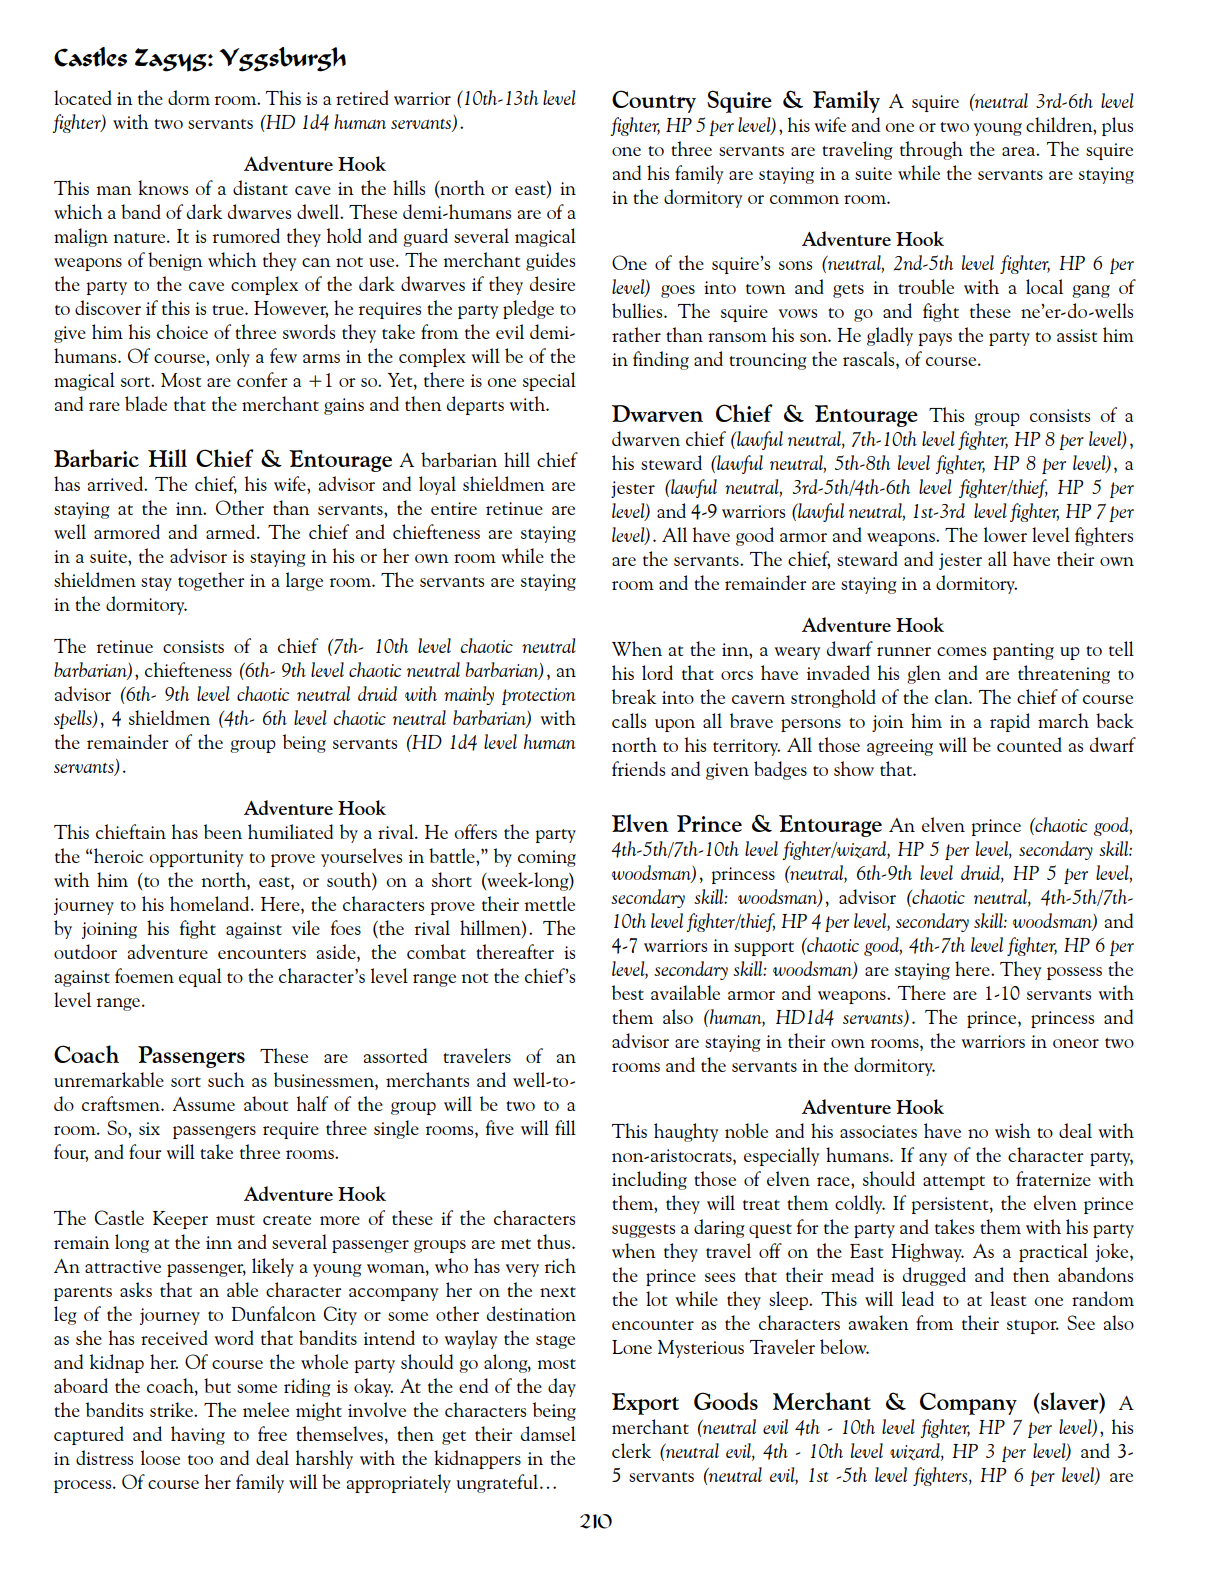 Castles Zagyg: Yggsburgh
located in the dorm room. This is a retired warrior (10th-13th level
fighter) with two servants (HD 1d4 human servants).
Adventure Hook
This man knows of a distant cave in the hills (north or east) in
which a band of dark dwarves dwell. These demi-humans are of a
malign nature. It is rumored they hold and guard several magical
weapons of benign which they can not use. The merchant guides
the party to the cave complex of the dark dwarves if they desire
to discover if this is true. However, he requires the party pledge to
give him his choice of three swords they take from the evil demi-
humans. Of course, only a few arms in the complex will be of the
magical sort. Most are confer a +1 or so. Yet, there is one special
and rare blade that the merchant gains and then departs with.
Barbaric Hill Chief & Entourage A barbarian hill chief
has arrived. The chief, his wife, advisor and loyal shieldmen are
staying at the inn. Other than servants, the entire retinue are
well armored and armed. The chief and chiefteness are staying
in a suite, the advisor is staying in his or her own room while the
shieldmen stay together in a large room. The servants are staying
in the dormitory.
The retinue consists of a chief (7th- 10th level chaotic neutral
barbarian), chiefteness (6th- 9th level chaotic neutral barbarian), an
advisor (6th- 9th level chaotic neutral druid with mainly protection
spells), 4 shieldmen (4th- 6th level chaotic neutral barbarian) with
the remainder of the group being servants (HD 1d4 level human
servants).
Adventure Hook
This chieftain has been humiliated by a rival. He offers the party
the “heroic opportunity to prove yourselves in battle,” by coming
with him (to the north, east, or south) on a short (week-long)
journey to his homeland. Here, the characters prove their mettle
by joining his fight against vile foes (the rival hillmen). The
outdoor adventure encounters aside, the combat thereafter is
against foemen equal to the character’s level range not the chief’s
level range.
Coach Passengers These are assorted travelers of an
unremarkable sort such as businessmen, merchants and well-to-
do craftsmen. Assume about half of the group will be two to a
room. So, six passengers require three single rooms, five will fill
four, and four will take three rooms.
Adventure Hook
The Castle Keeper must create more of these if the characters
remain long at the inn and several passenger groups are met thus.
An attractive passenger, likely a young woman, who has very rich
parents asks that an able character accompany her on the next
leg of the journey to Dunfalcon City or some other destination
as she has received word that bandits intend to waylay the stage
and kidnap her. Of course the whole party should go along, most
aboard the coach, but some riding is okay. At the end of the day
the bandits strike. The melee might involve the characters being
captured and having to free themselves, then get their damsel
in distress loose too and deal harshly with the kidnappers in the
process. Of course her family will be appropriately ungrateful…
Country Squire & Family A squire (neutral 3rd-6th level
fighter, HP 5 per level), his wife and one or two young children, plus
one to three servants are traveling through the area. The squire
and his family are staying in a suite while the servants are staying
in the dormitory or common room.
Adventure Hook
One of the squire’s sons (neutral, 2nd-5th level fighter, HP 6 per
level) goes into town and gets in trouble with a local gang of
bullies. The squire vows to go and fight these ne’er-do-wells
rather than ransom his son. He gladly pays the party to assist him
in finding and trouncing the rascals, of course.
Dwarven Chief & Entourage This group consists of a
dwarven chief (lawful neutral, 7th-10th level fighter, HP 8 per level),
his steward (lawful neutral, 5th-8th level fighter, HP 8 per level), a
jester (lawful neutral, 3rd-5th/4th-6th level fighter/thief, HP 5 per
level) and 4-9 warriors (lawful neutral, 1st-3rd level fighter, HP 7 per
level). All have good armor and weapons. The lower level fighters
are the servants. The chief, steward and jester all have their own
room and the remainder are staying in a dormitory.
Adventure Hook
When at the inn, a weary dwarf runner comes panting up to tell
his lord that orcs have invaded his glen and are threatening to
break into the cavern stronghold of the clan. The chief of course
calls upon all brave persons to join him in a rapid march back
north to his territory. All those agreeing will be counted as dwarf
friends and given badges to show that.
Elven Prince & Entourage An elven prince (chaotic good,
4th-5th/7th-10th level fighter/wizard, HP 5 per level, secondary skill:
woodsman), princess (neutral, 6th-9th level druid, HP 5 per level,
secondary skill: woodsman), advisor (chaotic neutral, 4th-5th/7th-
10th level fighter/thief, HP 4 per level, secondary skill: woodsman) and
4-7 warriors in support (chaotic good, 4th-7th level fighter, HP 6 per
level, secondary skill: woodsman) are staying here. They possess the
best available armor and weapons. There are 1-10 servants with
them also (human, HD1d4 servants). The prince, princess and
advisor are staying in their own rooms, the warriors in oneor two
rooms and the servants in the dormitory.
Adventure Hook
This haughty noble and his associates have no wish to deal with
non-aristocrats, especially humans. If any of the character party,
including those of elven race, should attempt to fraternize with
them, they will treat them coldly. If persistent, the elven prince
suggests a daring quest for the party and takes them with his party
when they travel off on the East Highway. As a practical joke,
the prince sees that their mead is drugged and then abandons
the lot while they sleep. This will lead to at least one random
encounter as the characters awaken from their stupor. See also
Lone Mysterious Traveler below.
Export Goods Merchant & Company (slaver) A
merchant (neutral evil 4th - 10th level fighter, HP 7 per level), his
clerk (neutral evil, 4th - 10th level wizard, HP 3 per level) and 3-
5 servants (neutral evil, 1st -5th level fighters, HP 6 per level) are
210